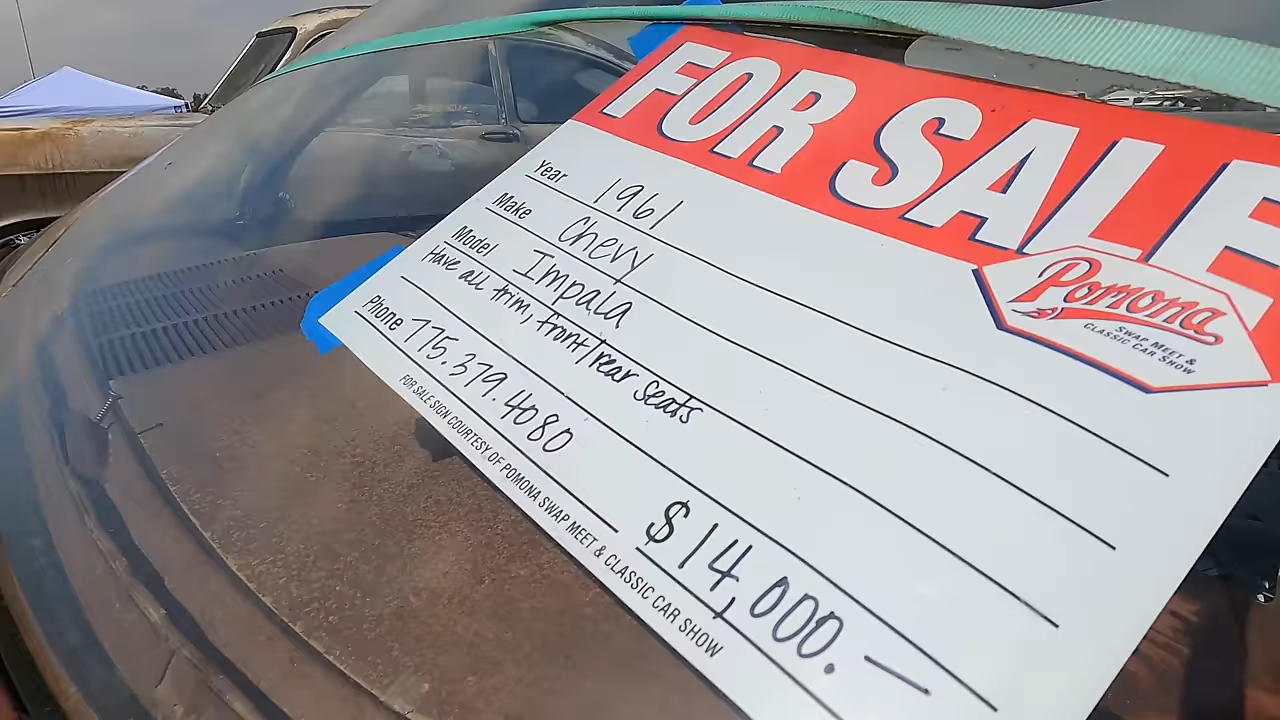 FOR SALE
Pomona
SWAP MEET &
CLASSIC CAR SHOW
Year 1961
Make Chevy
Model Impala
Have all trim, front/rear seats
Phone 775.379.4080
$14,000.—
FOR SALE SIGN COURTESY OF POMONA SWAP MEET & CLASSIC CAR SHOW